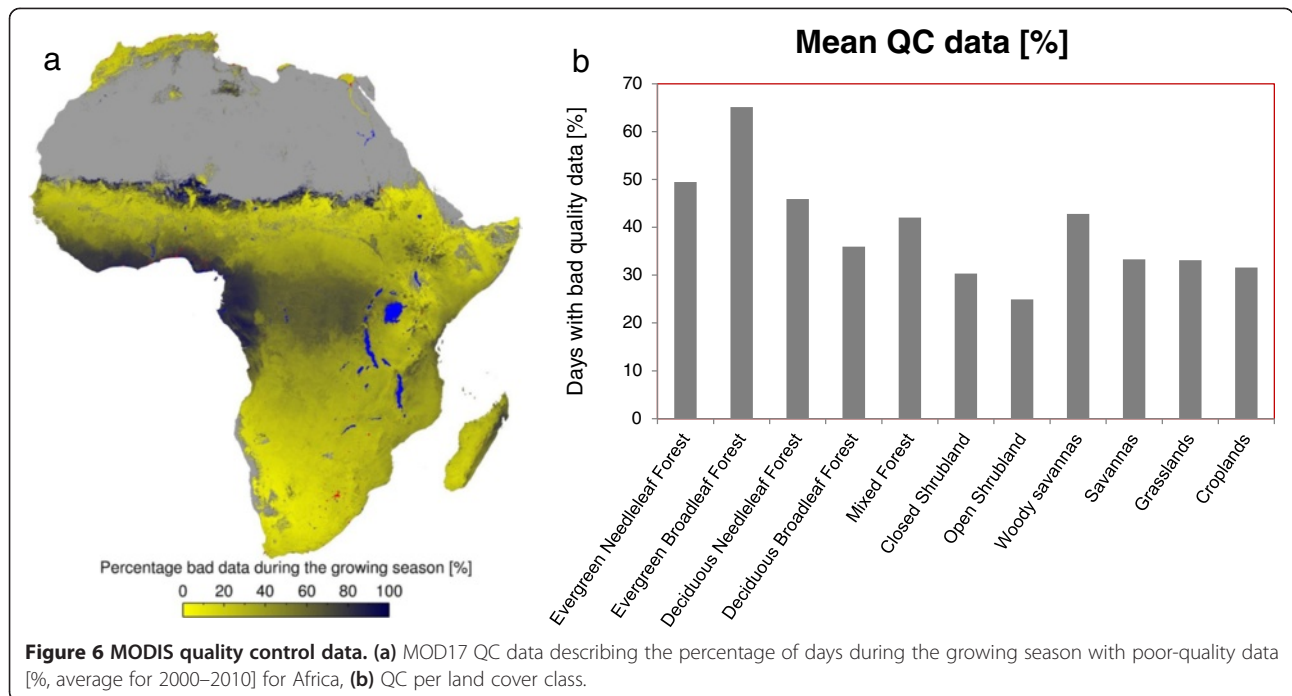 a
Percentage bad data during the growing season [%]
0 20 40 60 80 100
b
Mean QC data [%]
Days with bad quality data [%]
70
60
50
40
30
20
10
0
Evergreen Needleleaf Forest
Evergreen Broadleaf Forest
Deciduous Needleleaf Forest
Deciduous Broadleaf Forest
Mixed Forest
Closed Shrubland
Open Shrubland
Woody savannas
Savannas
Grasslands
Croplands
Figure 6 MODIS quality control data. (a) MOD17 QC data describing the percentage of days during the growing season with poor-quality data
[%, average for 2000–2010] for Africa, (b) QC per land cover class.